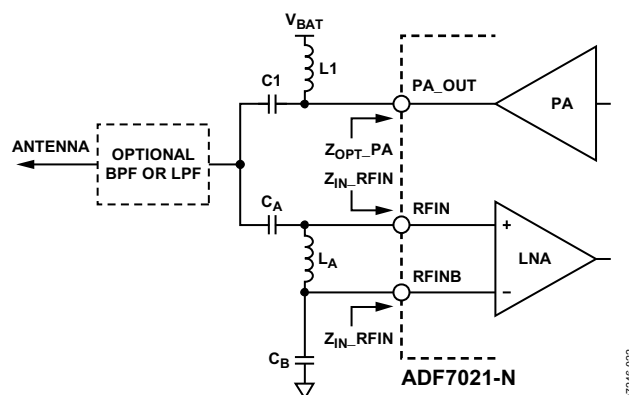 VBAT
L1
C1
PA_OUT
PA
ANTENNA
OPTIONAL
BPF OR LPF
ZOPT_PA
ZIN_RFIN
CA
RFIN
+
LA
LNA
RFINB
−
ZIN_RFIN
CB
ADF7021-N